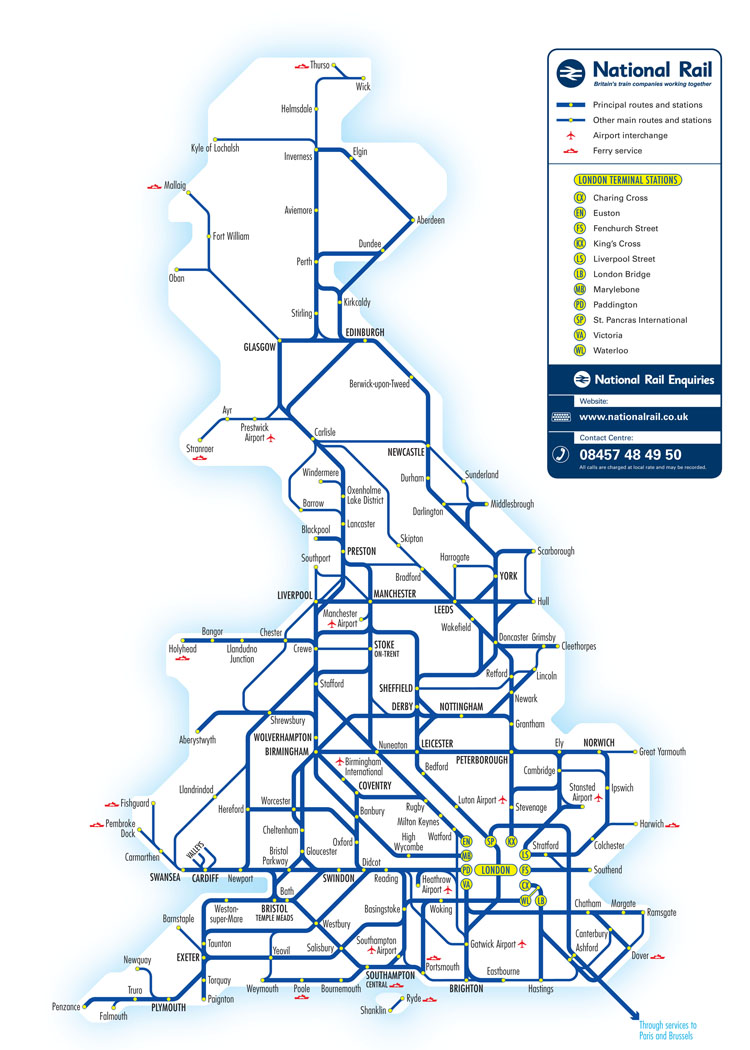 National Rail
Britain's train companies working together
Principal routes and stations
Other main routes and stations
Airport interchange
Ferry service
LONDON TERMINAL STATIONS
CX Charing Cross
EN Euston
FS Fenchurch Street
KX King's Cross
LS Liverpool Street
LB London Bridge
MB Marylebone
PD Paddington
SP St. Pancras International
VA Victoria
WL Waterloo
National Rail Enquiries
Website:
www.nationalrail.co.uk
Contact Centre:
08457 48 49 50
All calls are charged at local rate and may be recorded.
Thurso
Wick
Helmsdale
Kyle of Lochalsh
Inverness
Elgin
Mallaig
Aviemore
Aberdeen
Fort William
Dundee
Perth
Oban
Kirkcaldy
Stirling
GLASGOW
EDINBURGH
Berwick-upon-Tweed
Ayr
Prestwick
Airport
Stranraer
Carlisle
NEWCASTLE
Windermere
Durham
Sunderland
Oxenholme
Lake District
Barrow
Darlington
Middlesbrough
Lancaster
Blackpool
Skipton
PRESTON
Harrogate
Scarborough
Southport
Bradford
YORK
LIVERPOOL
MANCHESTER
LEEDS
Hull
Manchester
Airport
Wakefield
Bangor
Chester
Doncaster
Grimsby
Cleethorpes
Holyhead
Llandudno
Junction
Crewe
STOKE
ON-TRENT
Retford
Lincoln
Stafford
SHEFFIELD
Newark
DERBY
NOTTINGHAM
Shrewsbury
Grantham
Aberystwyth
WOLVERHAMPTON
BIRMINGHAM
Nuneaton
LEICESTER
PETERBOROUGH
Ely
NORWICH
Great Yarmouth
Birmingham
International
Bedford
Cambridge
COVENTRY
Stansted
Airport
Ipswich
Llandrindod
Fishguard
Hereford
Worcester
Banbury
Rugby
Luton Airport
Stevenage
Harwich
Pembroke
Dock
Cheltenham
Milton Keynes
Oxford
High
Wycombe
Watford
EN
SP
KX
Stratford
Colchester
Carmarthen
VALLEYS
Bristol
Parkway
Gloucester
MB
LS
SWANSEA
CARDIFF
Newport
SWINDON
Didcot
Reading
PD
LONDON
FS
Southend
Bath
Heathrow
Airport
VA
CX
Weston-
super-Mare
BRISTOL
TEMPLE MEADS
Basingstoke
Woking
WL
LB
Chatham
Margate
Ramsgate
Barnstaple
Westbury
Canterbury
Taunton
Yeovil
Salisbury
Southampton
Airport
Gatwick Airport
Ashford
Dover
EXETER
Newquay
Torquay
SOUTHAMPTON
CENTRAL
Portsmouth
Eastbourne
Truro
Paignton
Weymouth
Poole
Bournemouth
BRIGHTON
Hastings
Penzance
Falmouth
PLYMOUTH
Ryde
Shanklin
Through services to
Paris and Brussels